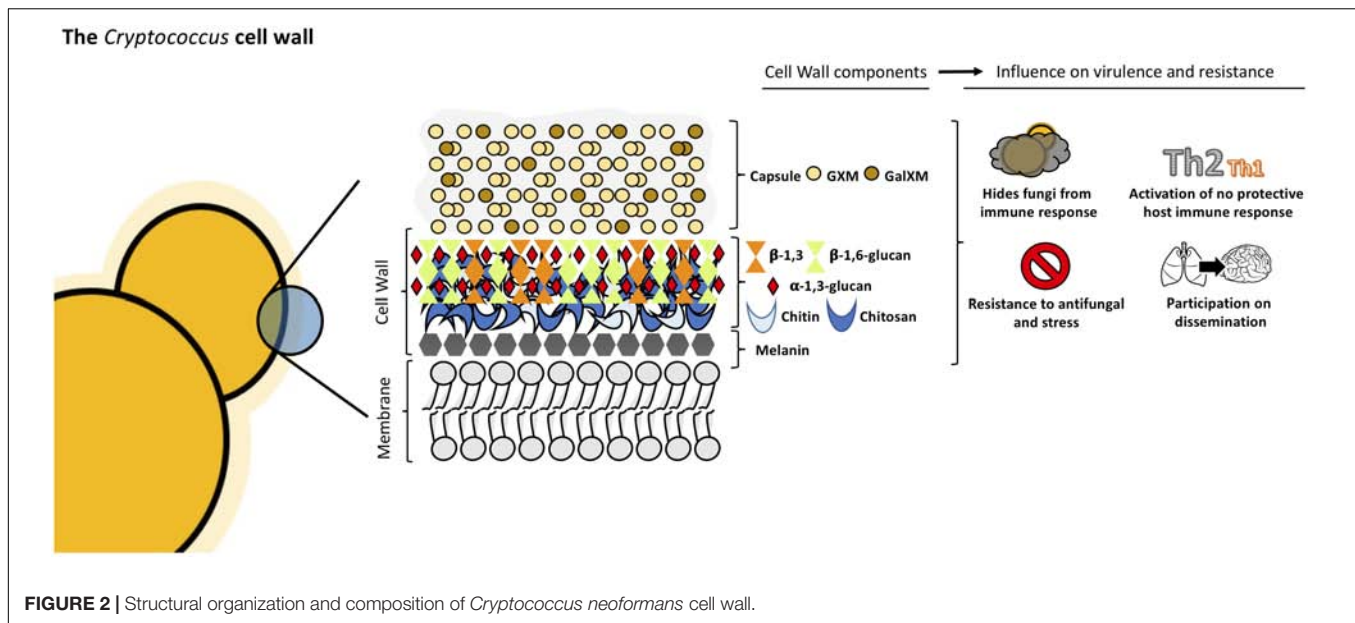 The Cryptococcus cell wall
Cell Wall components
Influence on virulence and resistance
Capsule GXM GalXM
Cell Wall
β-1,3 β-1,6-glucan
α-1,3-glucan
Chitin Chitosan
Melanin
Membrane
Hides fungi from
immune response
Th2 Th1
Activation of no protective
host immune response
Resistance to antifungal
and stress
Participation on
dissemination
FIGURE 2 | Structural organization and composition of Cryptococcus neoformans cell wall.